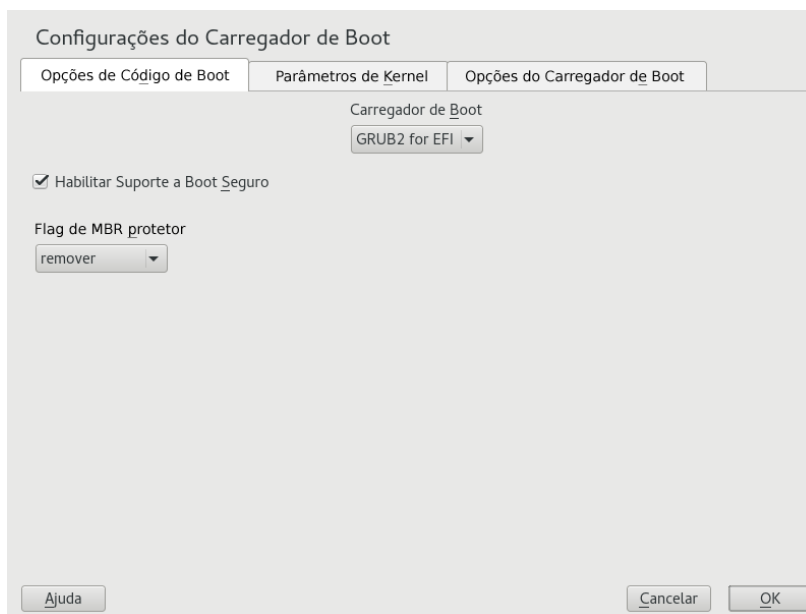 Configurações do Carregador de Boot
Opções de Código de Boot Parâmetros de Kernel Opções do Carregador de Boot
Carregador de Boot
GRUB2 for EFI
Habilitar Suporte a Boot Seguro
Flag de MBR protetor
remover
Ajuda Cancelar OK